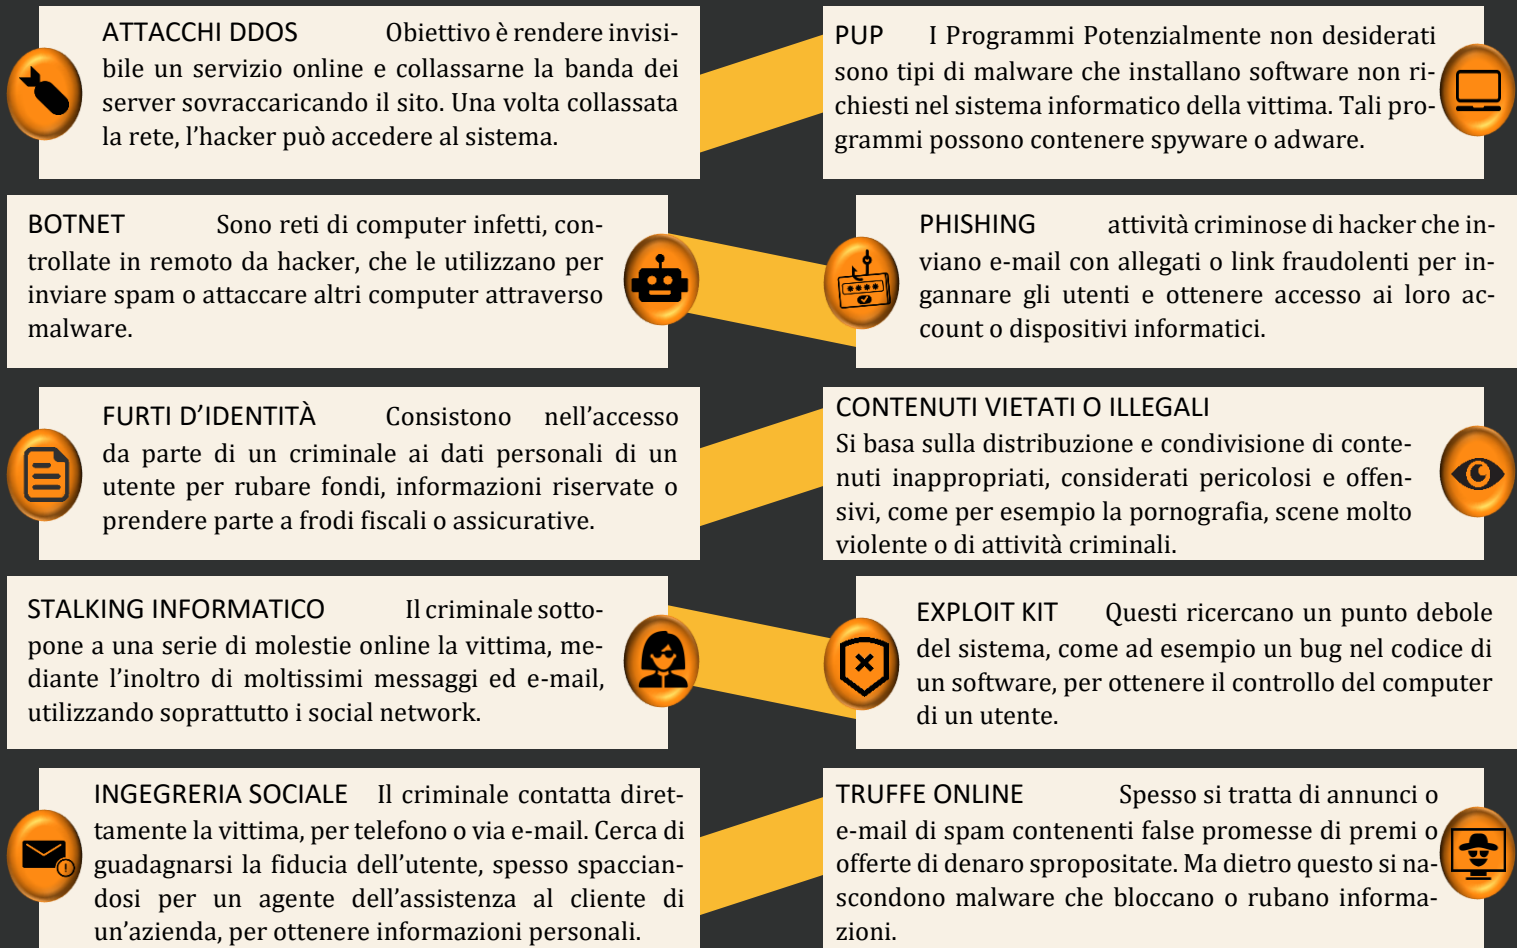 ATTACCHI DDOS Obiettivo è rendere invisi-
bile un servizio online e collassarne la banda dei
server sovraccaricando il sito. Una volta collassata
la rete, l’hacker può accedere al sistema.
PUP I Programmi Potenzialmente non desiderati
sono tipi di malware che installano software non ri-
chiesti nel sistema informatico della vittima. Tali pro-
grammi possono contenere spyware o adware.
BOTNET Sono reti di computer infetti, con-
trollate in remoto da hacker, che le utilizzano per
inviare spam o attaccare altri computer attraverso
malware.
PHISHING attività criminose di hacker che in-
viano e-mail con allegati o link fraudolenti per in-
gannare gli utenti e ottenere accesso ai loro ac-
count o dispositivi informatici.
FURTI D’IDENTITÀ Consistono nell’accesso
da parte di un criminale ai dati personali di un
utente per rubare fondi, informazioni riservate o
prendere parte a frodi fiscali o assicurative.
CONTENUTI VIETATI O ILLEGALI
Si basa sulla distribuzione e condivisione di conte-
nuti inappropriati, considerati pericolosi e offen-
sivi, come per esempio la pornografia, scene molto
violente o di attività criminali.
STALKING INFORMATICO Il criminale sotto-
pone a una serie di molestie online la vittima, me-
diante l’inoltro di moltissimi messaggi ed e-mail,
utilizzando soprattutto i social network.
EXPLOIT KIT Questi ricercano un punto debole
del sistema, come ad esempio un bug nel codice di
un software, per ottenere il controllo del computer
di un utente.
INGEGRERIA SOCIALE Il criminale contatta diret-
tamente la vittima, per telefono o via e-mail. Cerca di
guadagnarsi la fiducia dell’utente, spesso spaccian-
dosi per un agente dell’assistenza al cliente di
un’azienda, per ottenere informazioni personali.
TRUFFE ONLINE Spesso si tratta di annunci o
e-mail di spam contenenti false promesse di premi o
offerte di denaro spropositate. Ma dietro questo si na-
scondono malware che bloccano o rubano informa-
zioni.